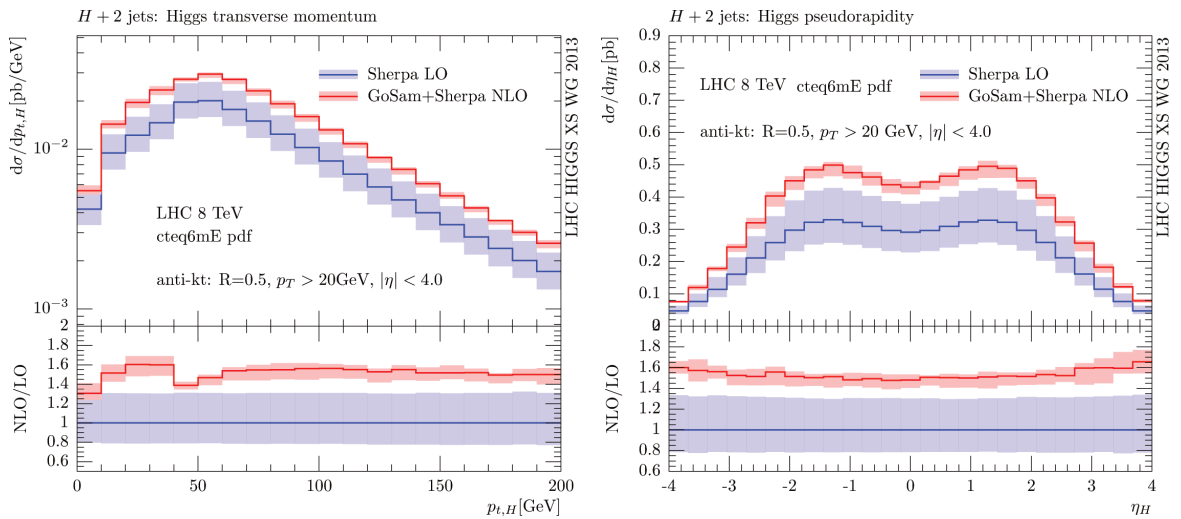 H + 2 jets: Higgs transverse momentum
dσ/dp_{t,H}[pb/GeV]
10^{−2}
10^{−3}
Sherpa LO
GoSam+Sherpa NLO
LHC 8 TeV
cteq6mE pdf
anti-kt: R=0.5, p_T > 20GeV, |η| < 4.0
LHC HIGGS XS WG 2013
NLO/LO
2
1.8
1.6
1.4
1.2
1
0.8
0.6
0 50 100 150 200
p_{t,H}[GeV]
H + 2 jets: Higgs pseudorapidity
dσ/dη_H[pb]
0.9
0.8
0.7
0.6
0.5
0.4
0.3
0.2
0.1
Sherpa LO
GoSam+Sherpa NLO
LHC 8 TeV cteq6mE pdf
anti-kt: R=0.5, p_T > 20 GeV, |η| < 4.0
LHC HIGGS XS WG 2013
NLO/LO
1.8
1.6
1.4
1.2
1
0.8
0.6
-4 -3 -2 -1 0 1 2 3 4
η_H